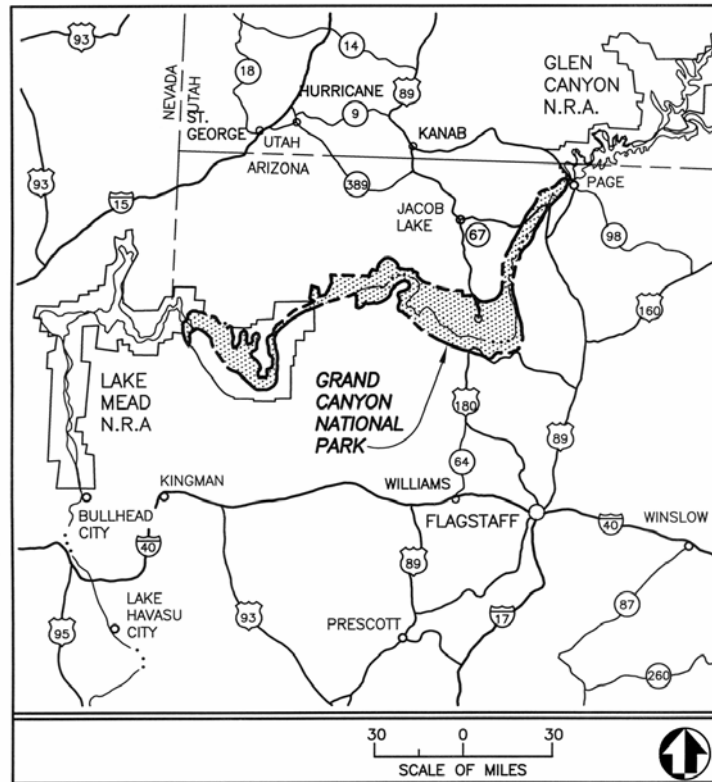 93
14
18
HURRICANE
89
9
GLEN
CANYON
N.R.A.
NEVADA
UTAH
ST.
GEORGE
UTAH
ARIZONA
KANAB
93
15
389
PAGE
JACOB
LAKE
67
98
160
LAKE
MEAD
N.R.A
GRAND
CANYON
NATIONAL
PARK
180
89
64
KINGMAN
WILLIAMS
BULLHEAD
CITY
FLAGSTAFF
40
WINSLOW
40
89
LAKE
HAVASU
CITY
95
93
PRESCOTT
17
87
260
30 0 30
SCALE OF MILES